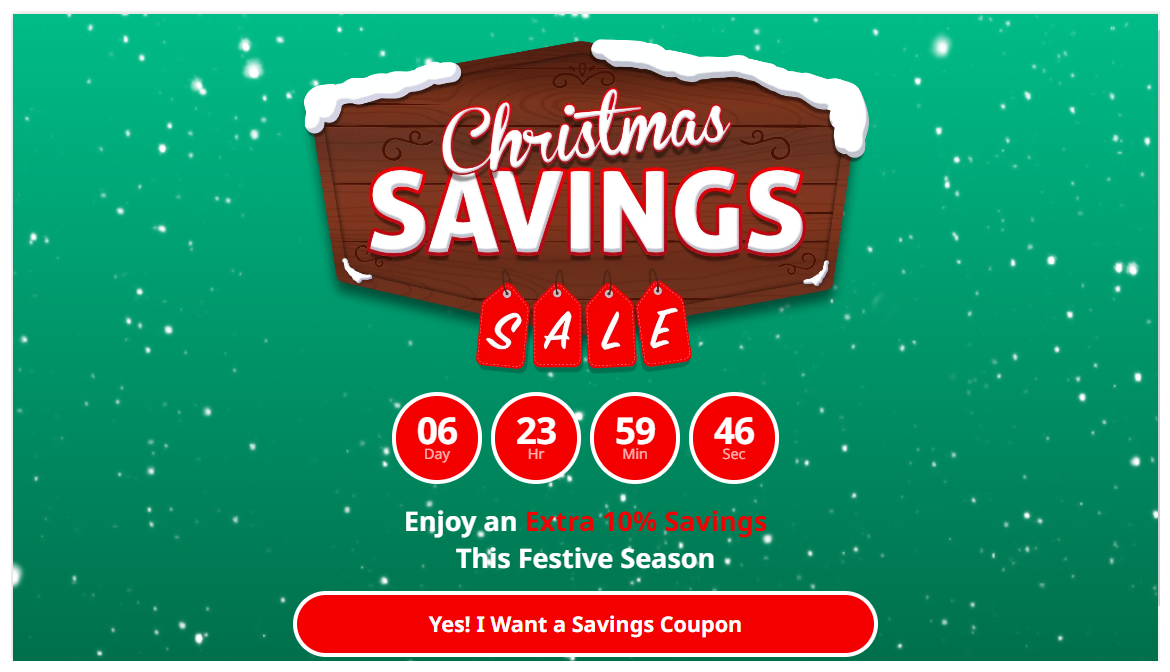 Christmas
SAVINGS
SALE
06 23 59 46
Day Hr Min Sec
Enjoy an Extra 10% Savings
This Festive Season
Yes! I Want a Savings Coupon